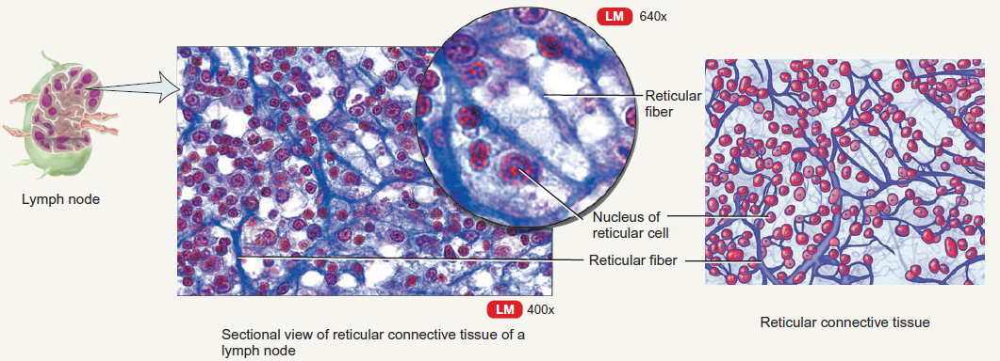 LM 640x
Reticular
fiber
Lymph node
Nucleus of
reticular cell
Reticular fiber
LM 400x
Reticular connective tissue
Sectional view of reticular connective tissue of a
lymph node